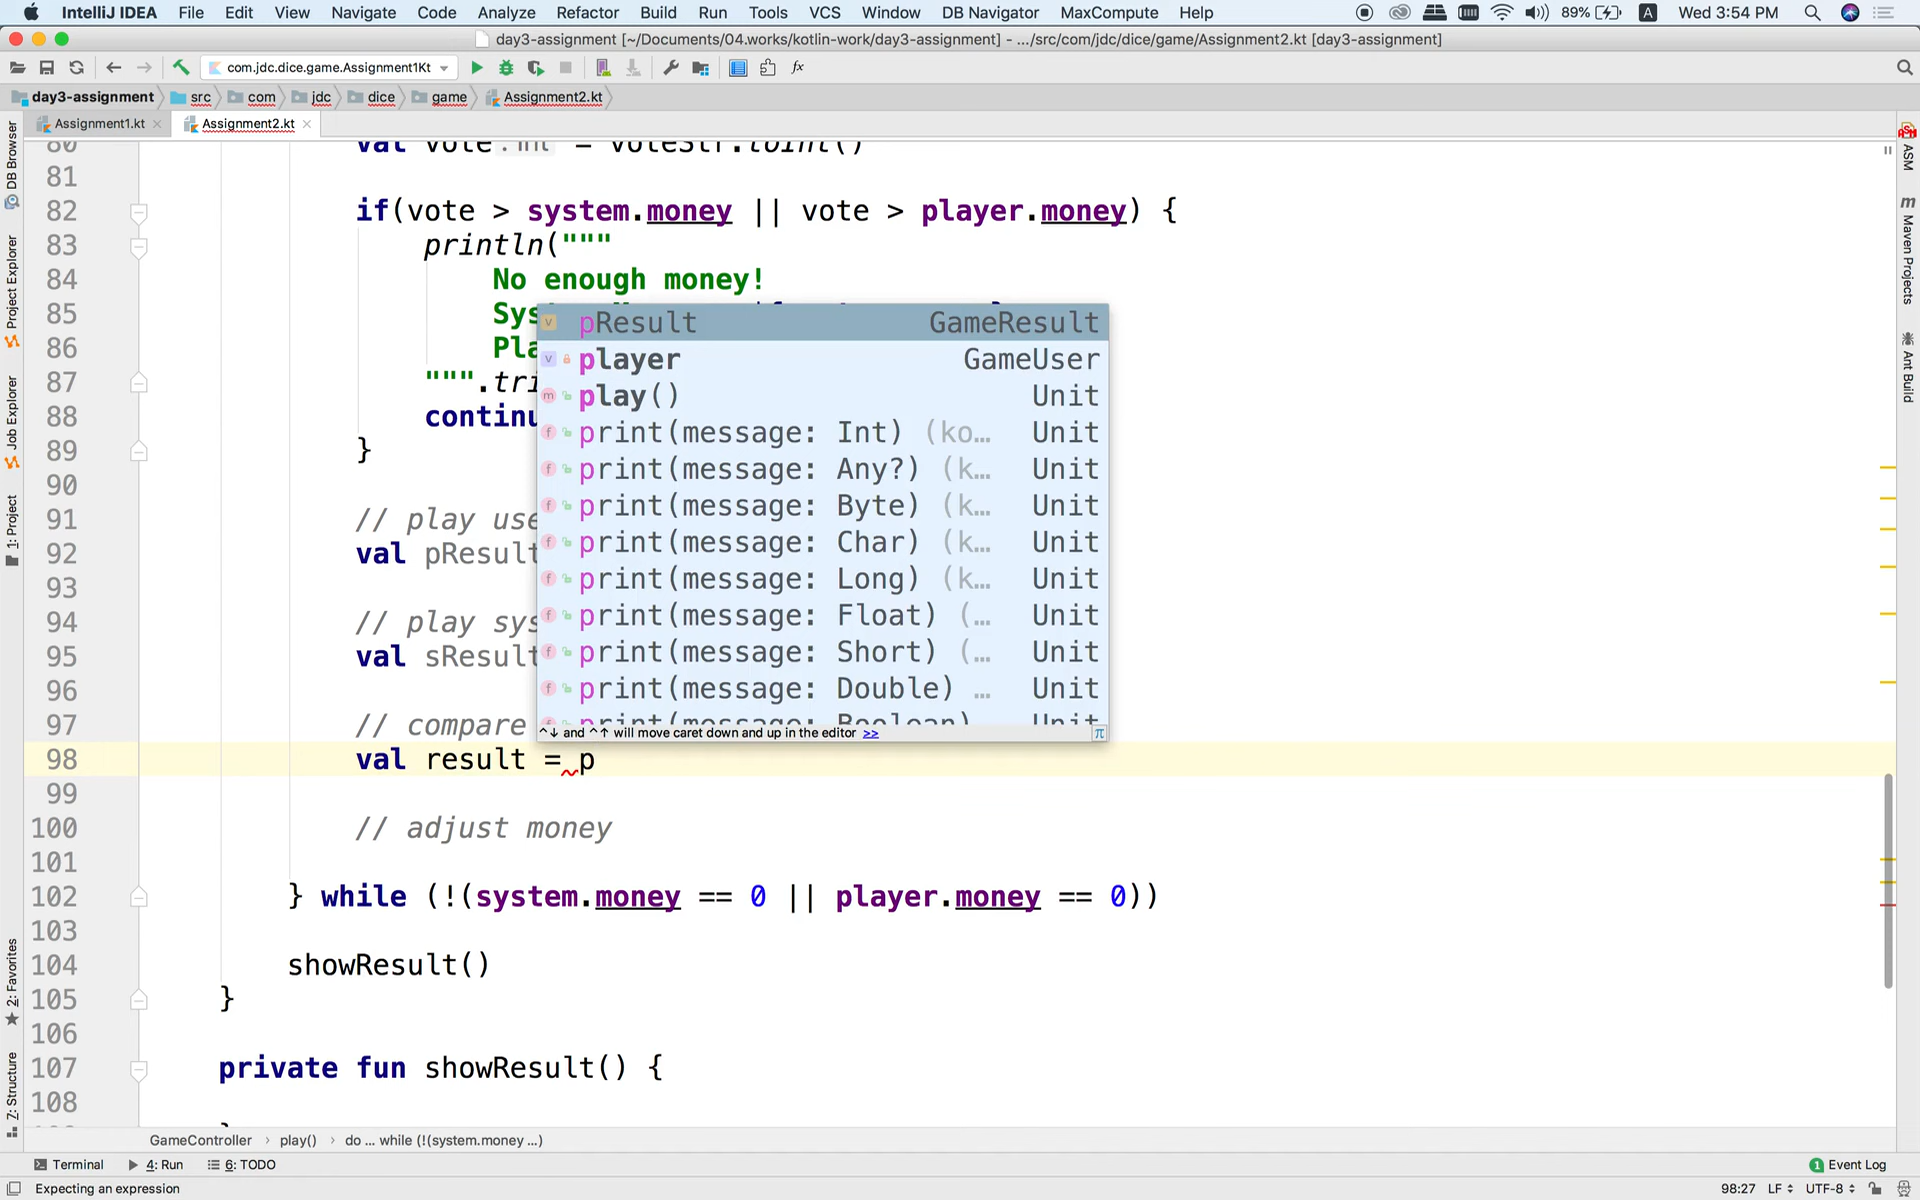 IntelliJ IDEA File Edit View Navigate Code Analyze Refactor Build Run Tools VCS Window DB Navigator MaxCompute Help 89% A Wed 3:54 PM
day3-assignment [~/Documents/04.works/kotlin-work/day3-assignment] - .../src/com/jdc/dice/game/Assignment2.kt [day3-assignment]
com.jdc.dice.game.Assignment1Kt
day3-assignment src com jdc dice game Assignment2.kt
Assignment1.kt Assignment2.kt
80 val vote: Int = voteStr.toInt()
81
82 if(vote > system.money || vote > player.money) {
83 println("""
84 No enough money!
85 Sys
86 Pla
87 """.tri
88 continu
89 }
90
91 // play use
92 val pResult
93
94 // play sys
95 val sResult
96
97 // compare
98 val result = p
99
100 // adjust money
101
102 } while (!(system.money == 0 || player.money == 0))
103
104 showResult()
105 }
106
107 private fun showResult() {
108
pResult GameResult
player GameUser
play() Unit
print(message: Int) (ko… Unit
print(message: Any?) (k… Unit
print(message: Byte) (k… Unit
print(message: Char) (k… Unit
print(message: Long) (k… Unit
print(message: Float) (… Unit
print(message: Short) (… Unit
print(message: Double) … Unit
print(message: Boolean) Unit
^↓ and ^↑ will move caret down and up in the editor >> π
DB Browser
Project Explorer
Job Explorer
1: Project
2: Favorites
Z: Structure
ASM
Maven Projects
Ant Build
GameController › play() › do ... while (!(system.money ...)
Terminal 4: Run 6: TODO 1 Event Log
Expecting an expression 98:27 LF UTF-8